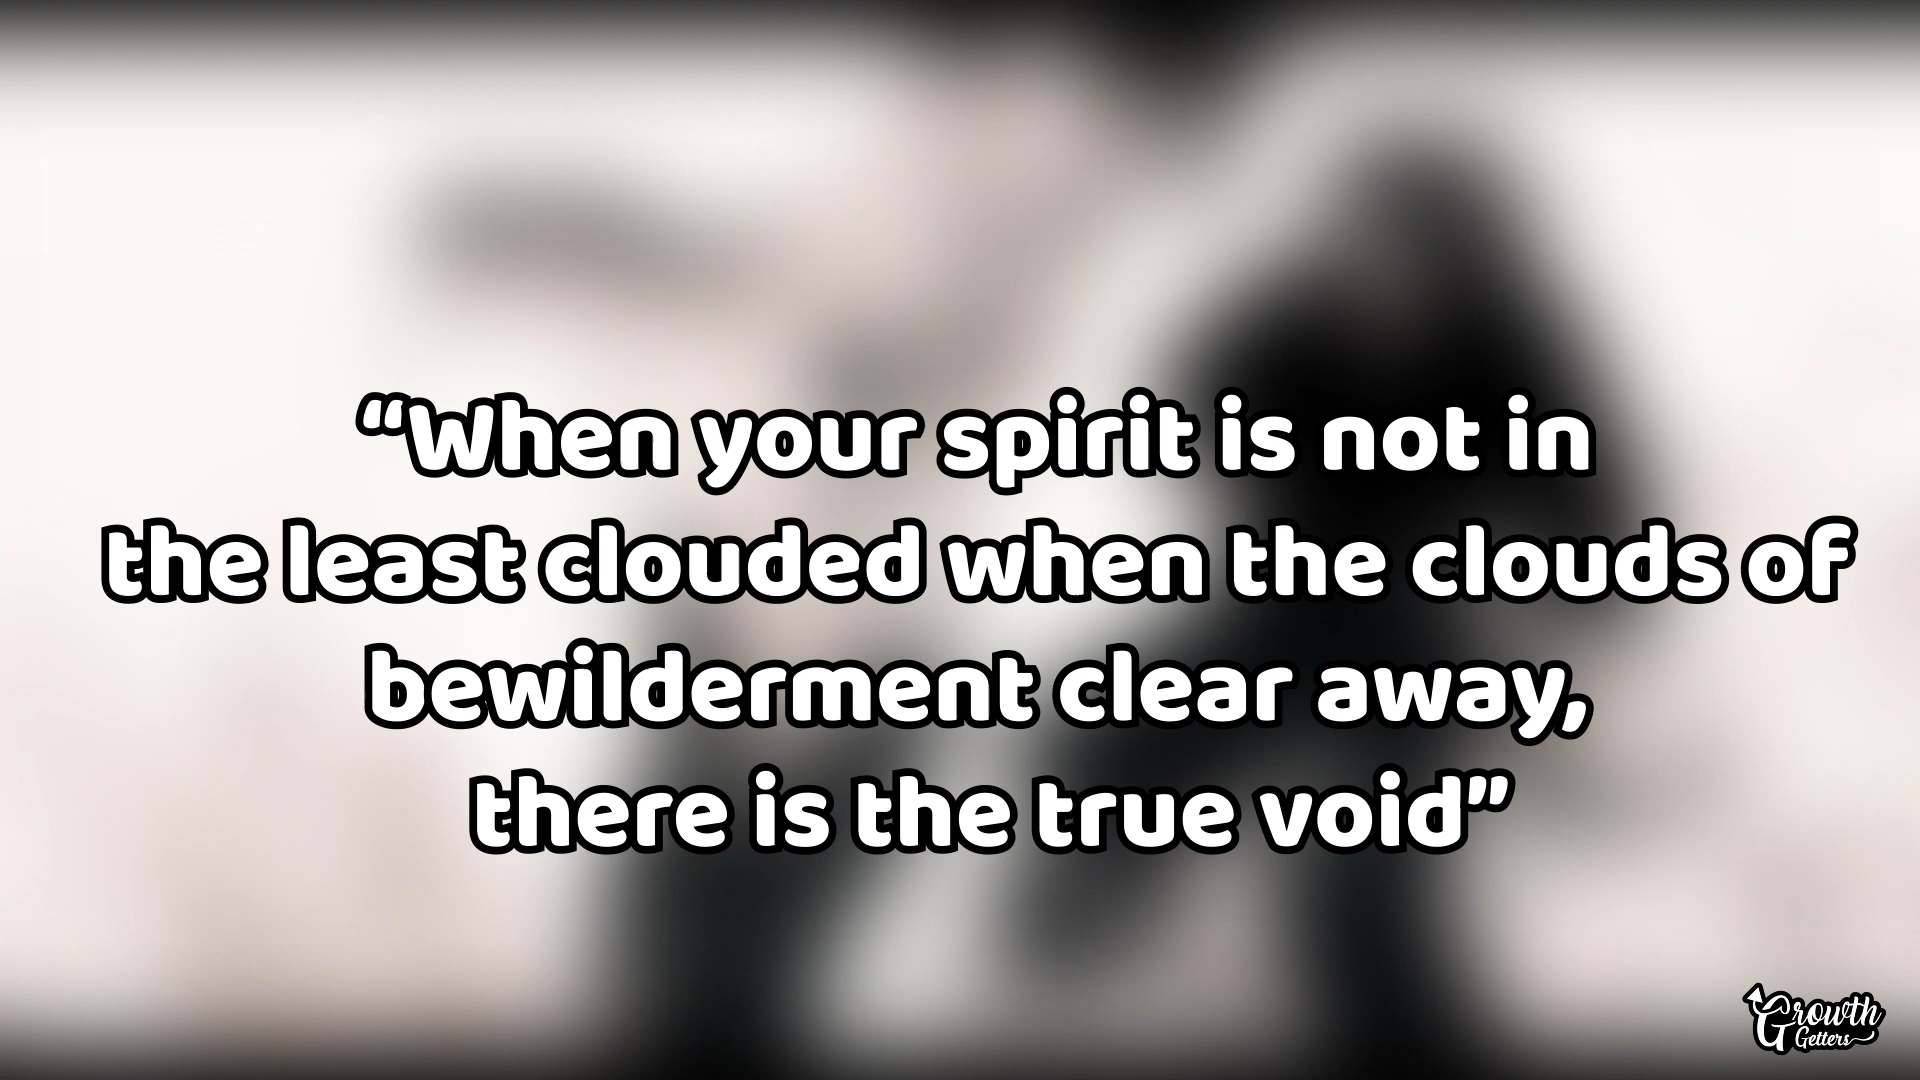 “When your spirit is not in
the least clouded when the clouds of
bewilderment clear away,
there is the true void”
Growth
Getters